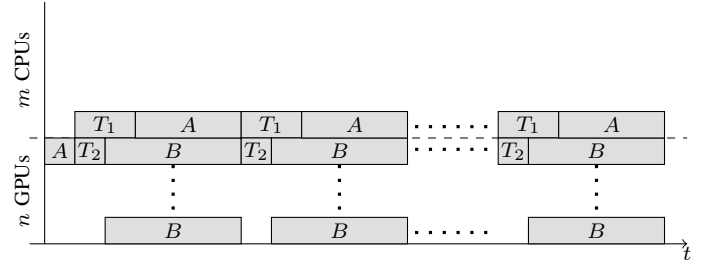 m CPUs
T₁ A T₁ A ...... T₁ A
A T₂ B T₂ B ...... T₂ B
n GPUs
B B ...... B
t